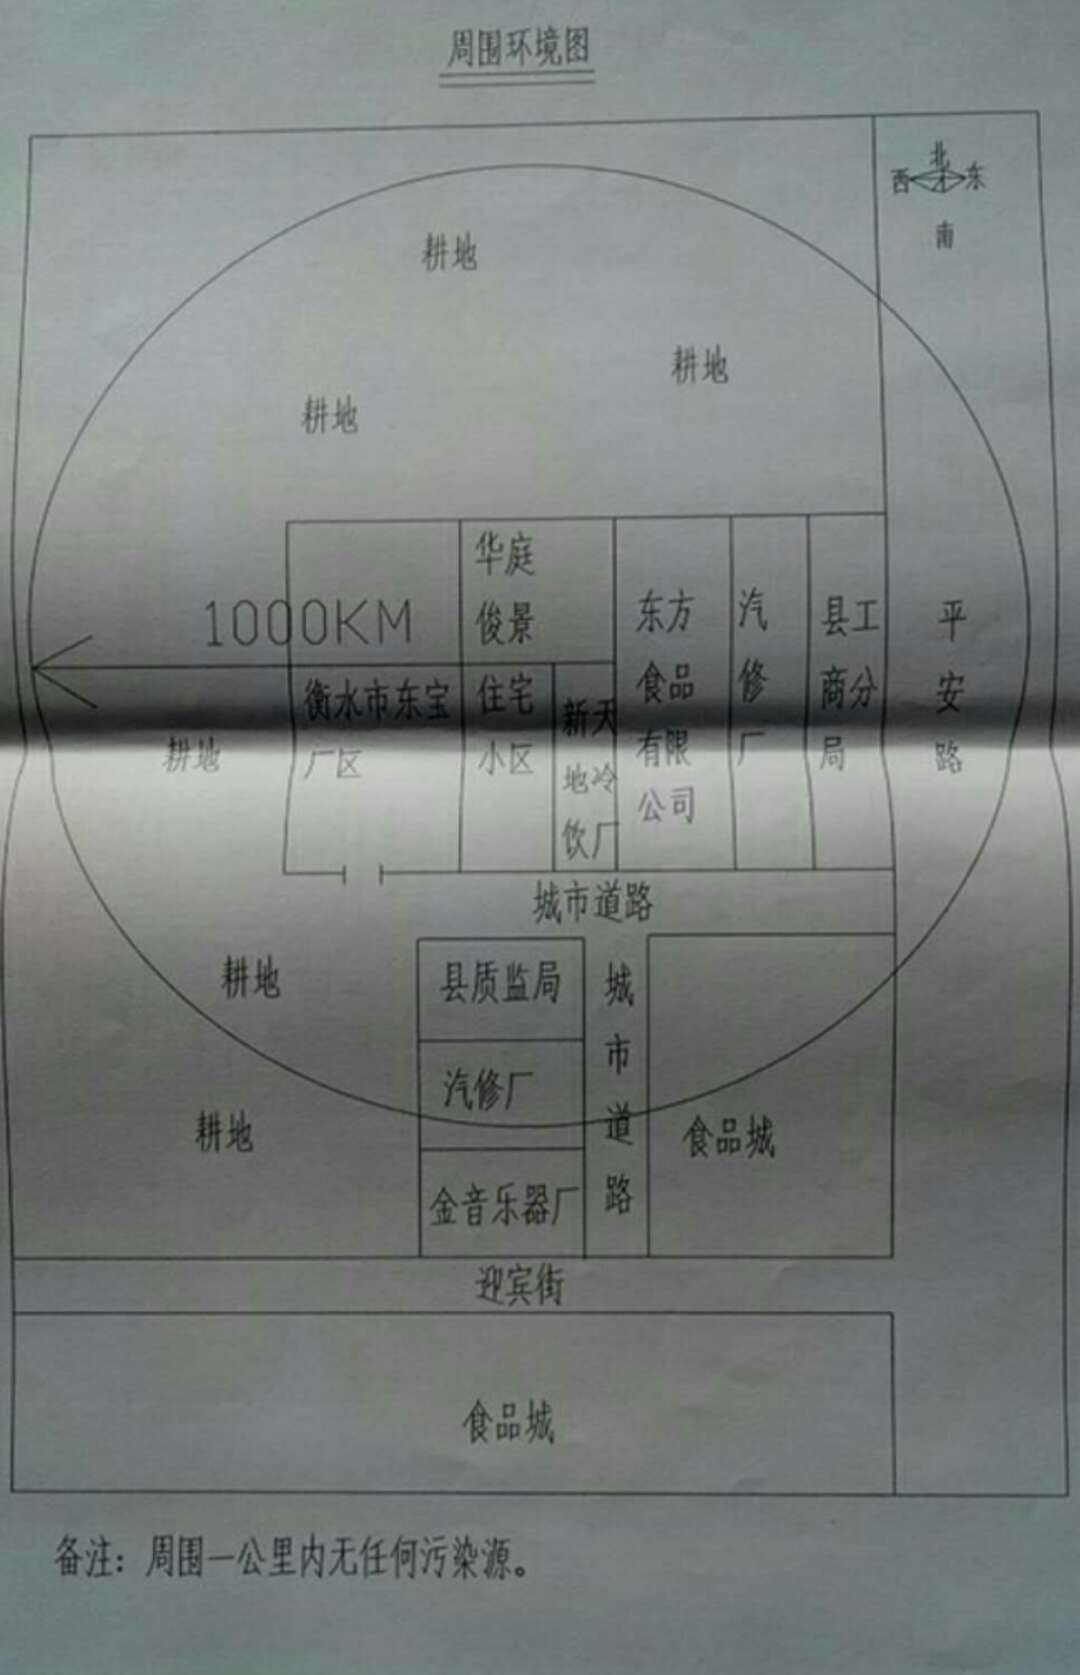 周围环境图
北
西 东
南
耕地
耕地
耕地
1000KM
华庭
俊景
住宅
小区
衡水市东宝
厂区
新天
地冷
饮厂
东方
食品
有限
公司
汽
修
厂
县工
商分
局
平
安
路
耕地
城市道路
耕地
县质监局
城
市
道
路
汽修厂
耕地
食品城
金音乐器厂
迎宾街
食品城
备注：周围一公里内无任何污染源。